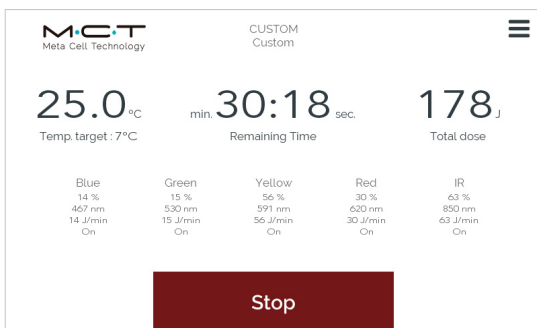 M·C·T
Meta Cell Technology
CUSTOM
Custom
25.0 °C
Temp. target : 7°C
min. 30:18 sec.
Remaining Time
178 J
Total dose
Blue
14 %
467 nm
14 J/min
On
Green
15 %
530 nm
15 J/min
On
Yellow
56 %
591 nm
56 J/min
On
Red
30 %
620 nm
30 J/min
On
IR
63 %
850 nm
63 J/min
On
Stop